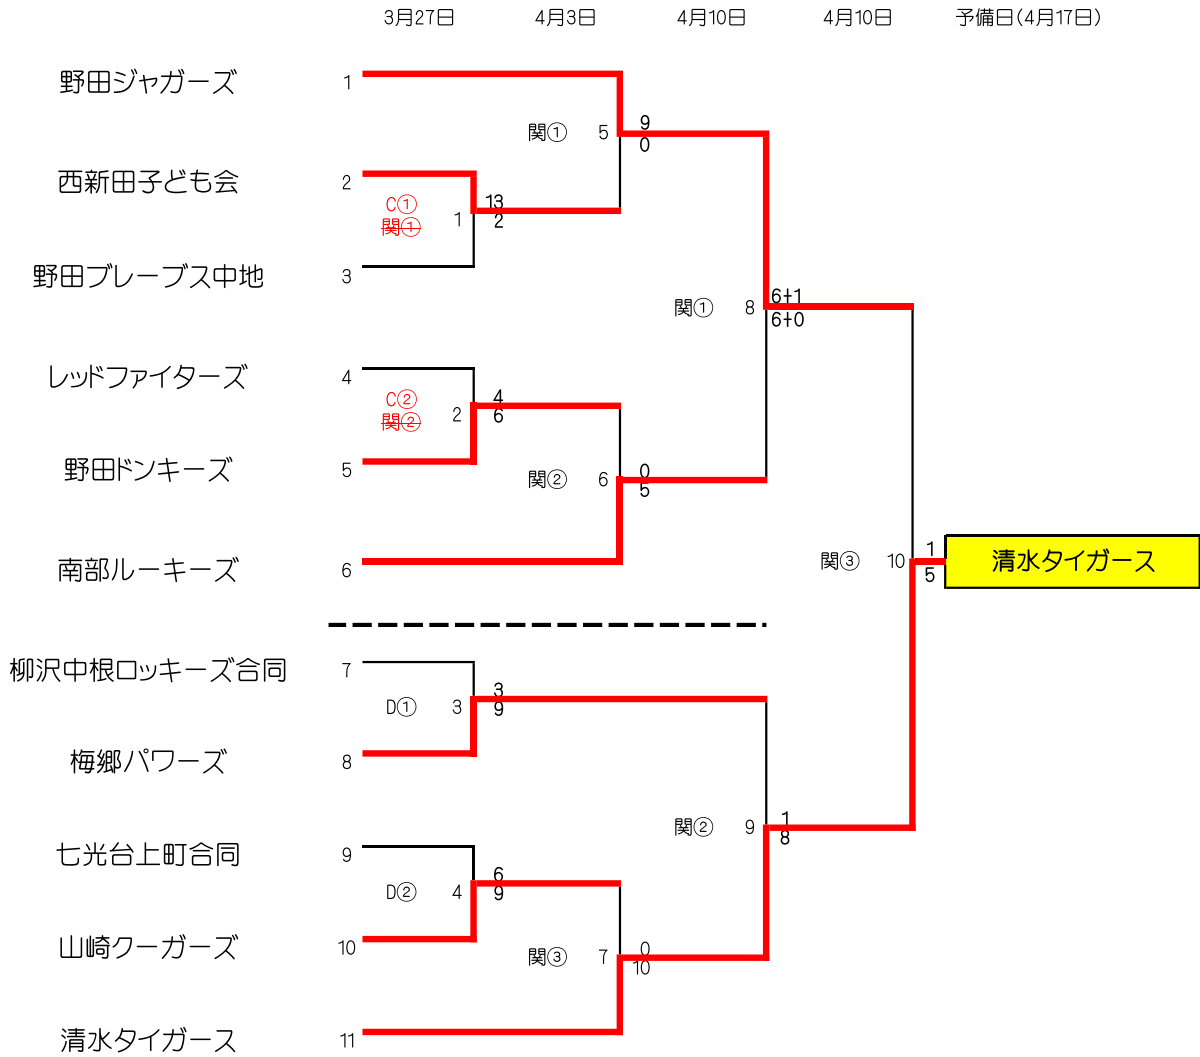 3月27日 4月3日 4月10日 4月10日 予備日(4月17日)
野田ジャガーズ 1
関① 5 9
0
西新田子ども会 2
C① 13
関① 1 2
野田ブレーブス中地 3
関① 8 6+1
6+0
レッドファイターズ 4
C② 4
関② 2 6
野田ドンキーズ 5
関② 6 0
5
南部ルーキーズ 6
関③ 10 1
5
清水タイガース
柳沢中根ロッキーズ合同 7
D① 3 3
9
梅郷パワーズ 8
関② 9 1
8
七光台上町合同 9
D② 4 6
9
山崎クーガーズ 10
関③ 7 0
10
清水タイガース 11